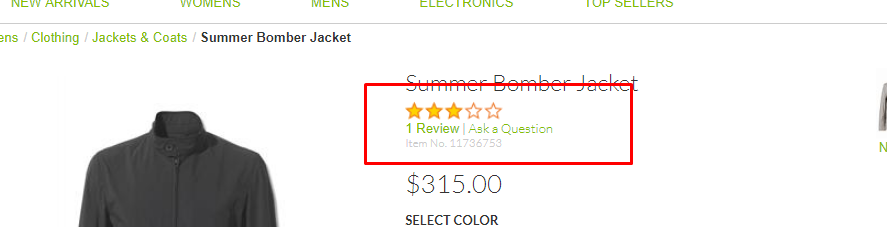 NEW ARRIVALS WOMENS MENS ELECTRONICS TOP SELLERS
ens / Clothing / Jackets & Coats / Summer Bomber Jacket
Summer Bomber Jacket
1 Review | Ask a Question
Item No. 11736753
N
$315.00
SELECT COLOR